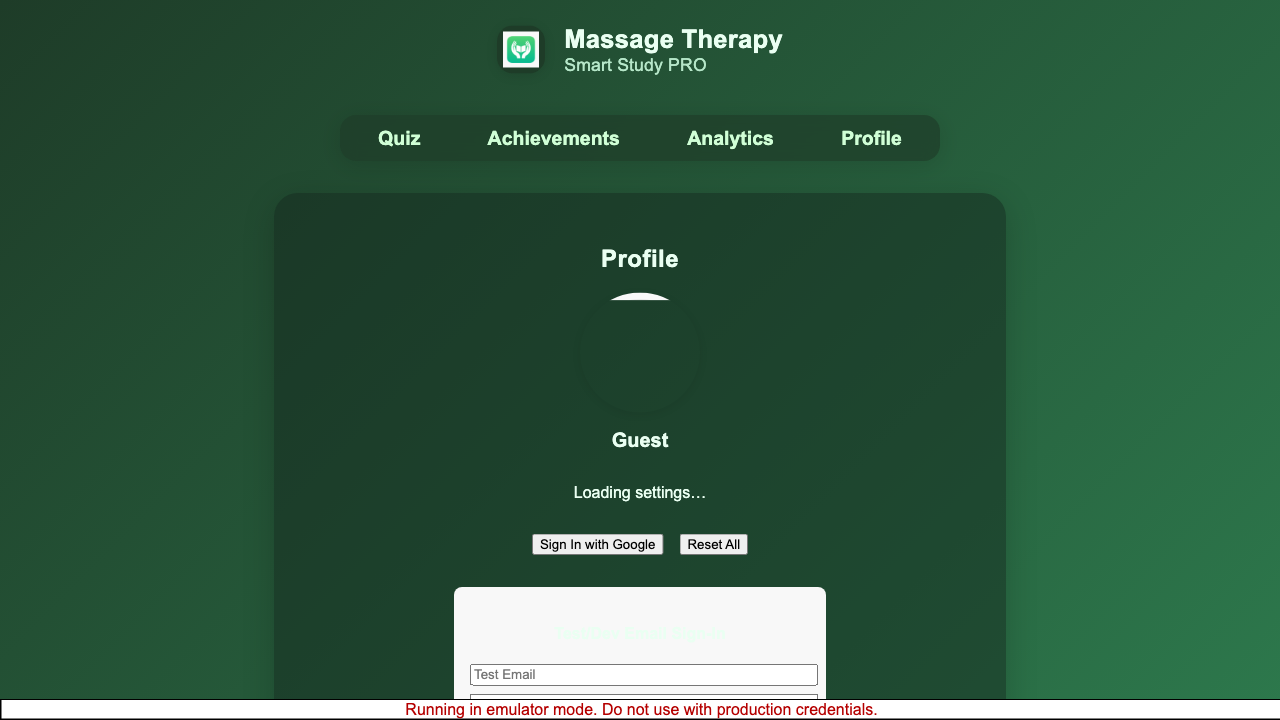 Massage Therapy
Smart Study PRO
Quiz
Achievements
Analytics
Profile
Profile
Guest
Loading settings…
Sign In with Google
Reset All
Test Email
Running in emulator mode. Do not use with production credentials.